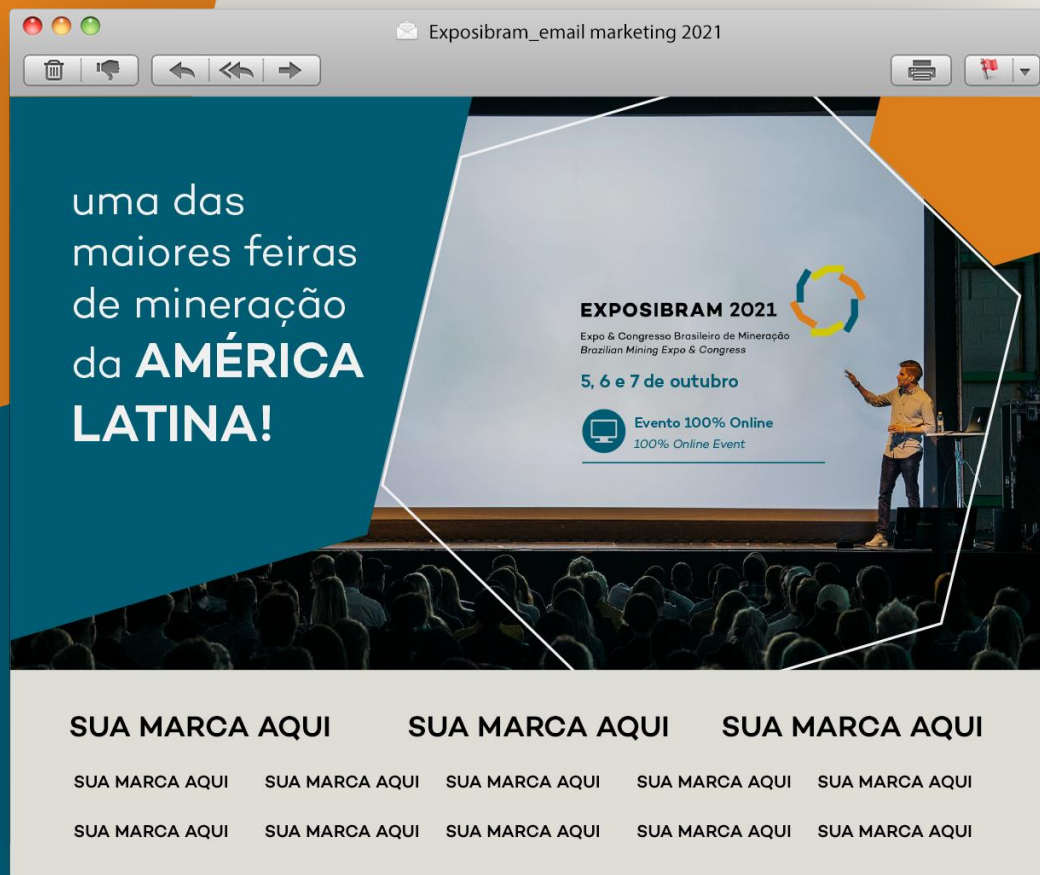 Exposibram_email marketing 2021
uma das
maiores feiras
de mineração
da AMÉRICA
LATINA!
EXPOSIBRAM 2021
Expo & Congresso Brasileiro de Mineração
Brazilian Mining Expo & Congress
5, 6 e 7 de outubro
Evento 100% Online
100% Online Event
SUA MARCA AQUI SUA MARCA AQUI SUA MARCA AQUI
SUA MARCA AQUI SUA MARCA AQUI SUA MARCA AQUI SUA MARCA AQUI SUA MARCA AQUI
SUA MARCA AQUI SUA MARCA AQUI SUA MARCA AQUI SUA MARCA AQUI SUA MARCA AQUI